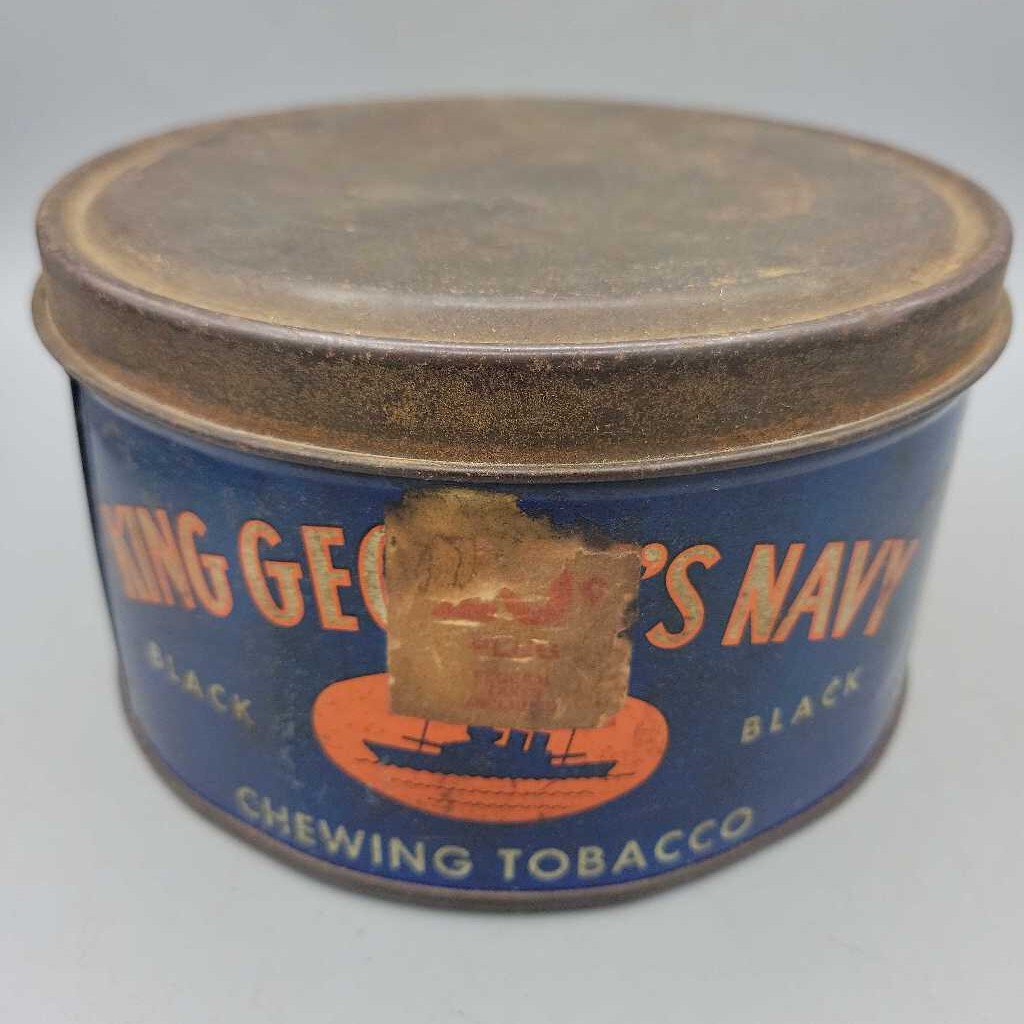 KING GEO 'S NAVY
BLACK BLACK
CHEWING TOBACCO